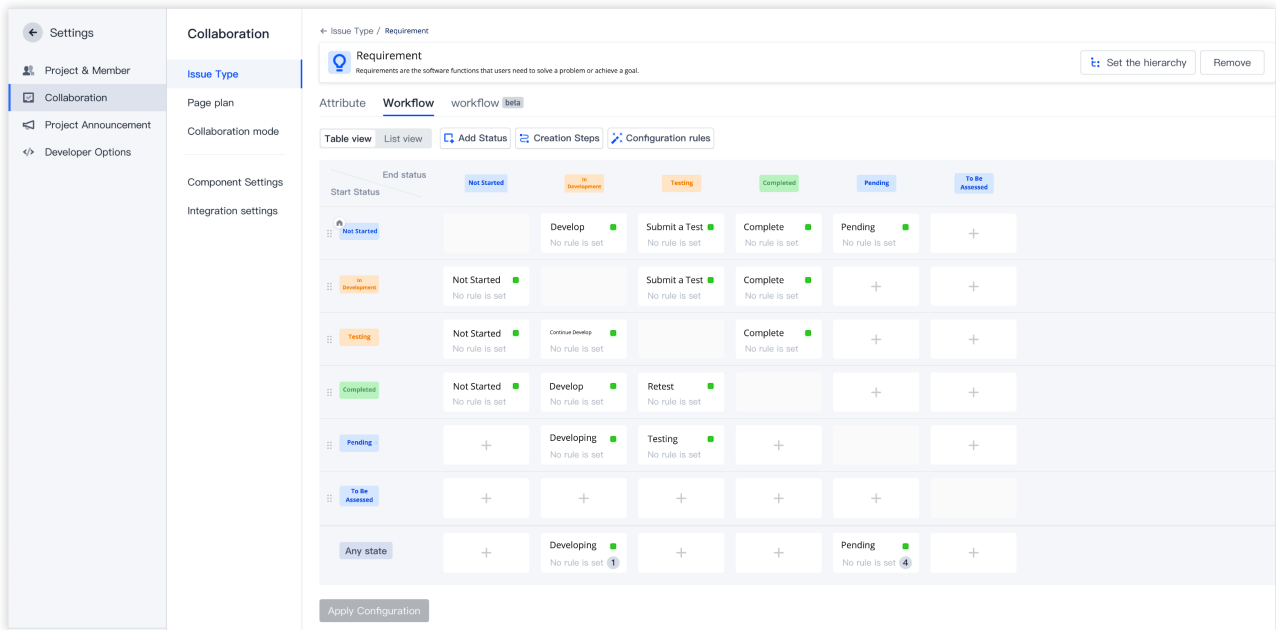 Settings
Project & Member
Collaboration
Project Announcement
Developer Options
Collaboration
Issue Type
Page plan
Collaboration mode
Component Settings
Integration settings
Issue Type / Requirement
Requirement
Requirements are the software functions that users need to solve a problem or achieve a goal.
Set the hierarchy
Remove
Attribute
Workflow
workflow beta
Table view
List view
Add Status
Creation Steps
Configuration rules
End status
Start Status
Not Started
In
Development
Testing
Completed
Pending
To Be
Assessed
Not Started
Develop
No rule is set
Submit a Test
No rule is set
Complete
No rule is set
Pending
No rule is set
In
Development
Not Started
No rule is set
Submit a Test
No rule is set
Complete
No rule is set
Testing
Not Started
No rule is set
Continue Develop
No rule is set
Complete
No rule is set
Completed
Not Started
No rule is set
Develop
No rule is set
Retest
No rule is set
Pending
Developing
No rule is set
Testing
No rule is set
To Be
Assessed
Any state
Developing
No rule is set 1
Pending
No rule is set 4
Apply Configuration